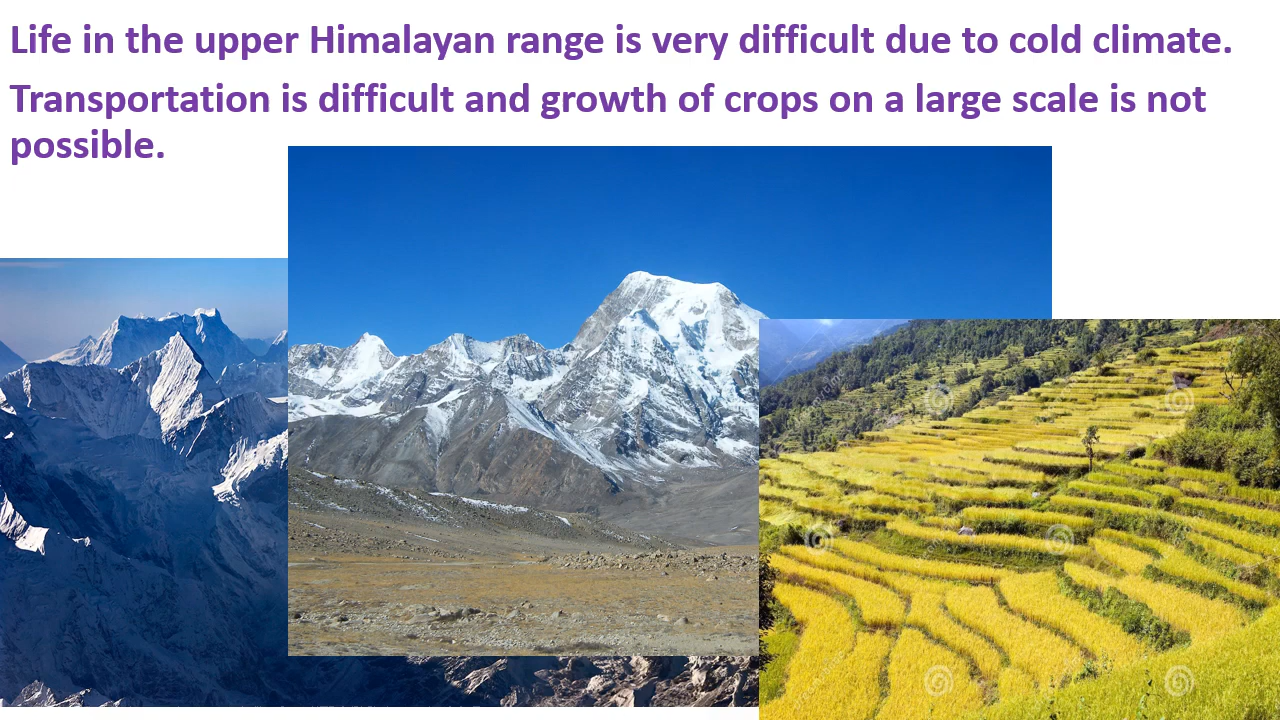 Life in the upper Himalayan range is very difficult due to cold climate.
Transportation is difficult and growth of crops on a large scale is not
possible.